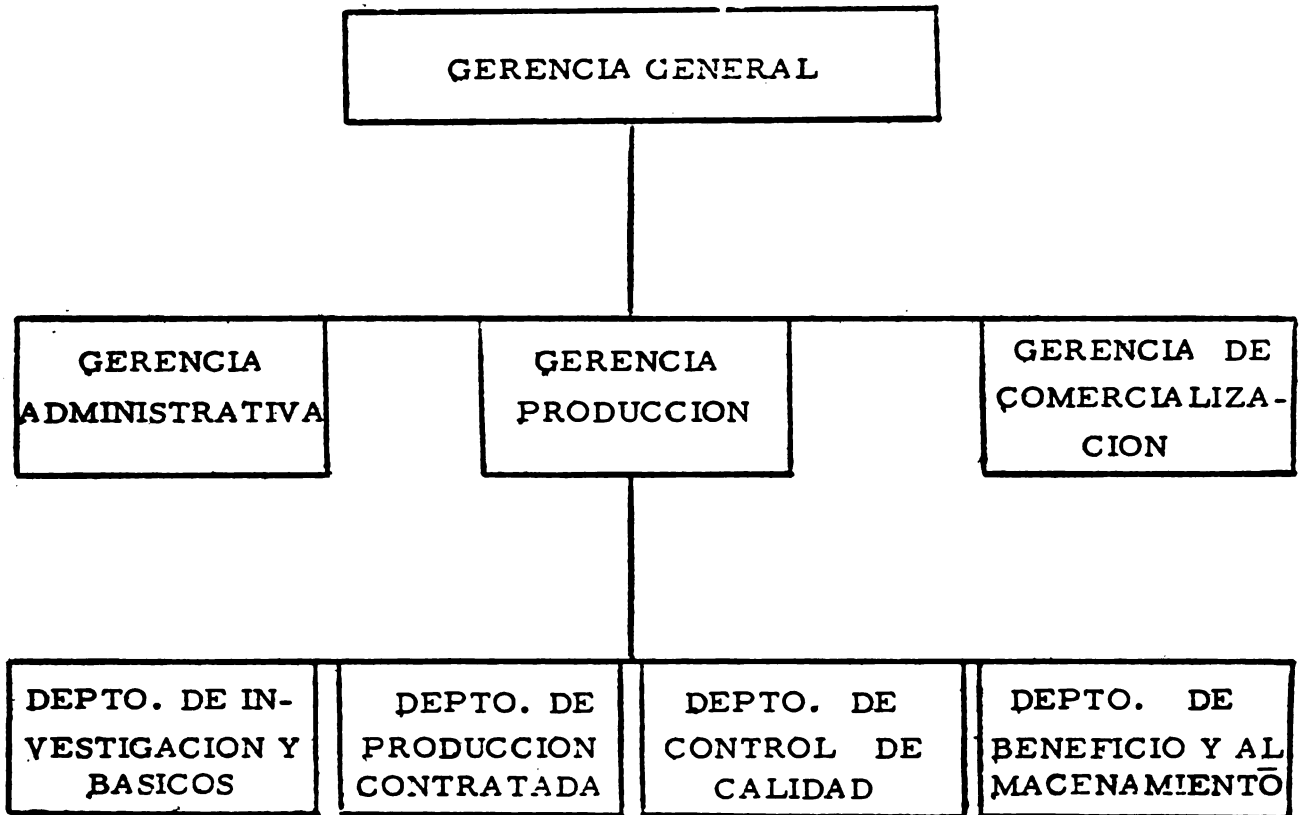 GERENCIA GENERAL
GERENCIA
ADMINISTRATIVA
GERENCIA
PRODUCCION
GERENCIA DE
COMERCIALIZA-
CION
DEPTO. DE IN-
VESTIGACION Y
BASICOS
DEPTO. DE
PRODUCCION
CONTRATADA
DEPTO. DE
CONTROL DE
CALIDAD
DEPTO. DE
BENEFICIO Y AL
MACENAMIENTO